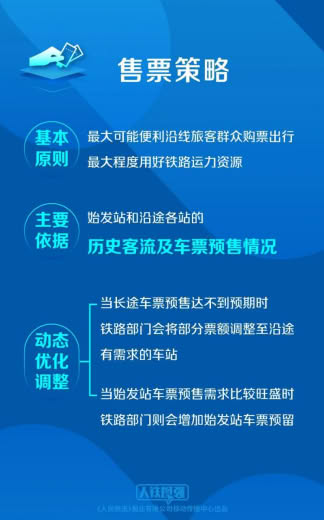 售票策略
基本
原则
最大可能便利沿线旅客群众购票出行
最大程度用好铁路运力资源
主要
依据
始发站和沿途各站的
历史客流及车票预售情况
动态
优化
调整
当长途车票预售达不到预期时
铁路部门会将部分票额调整至沿途
有需求的车站
当始发站车票预售需求比较旺盛时
铁路部门则会增加始发站车票预留
人铁图强
《人民铁道》报业有限公司移动传播中心出品